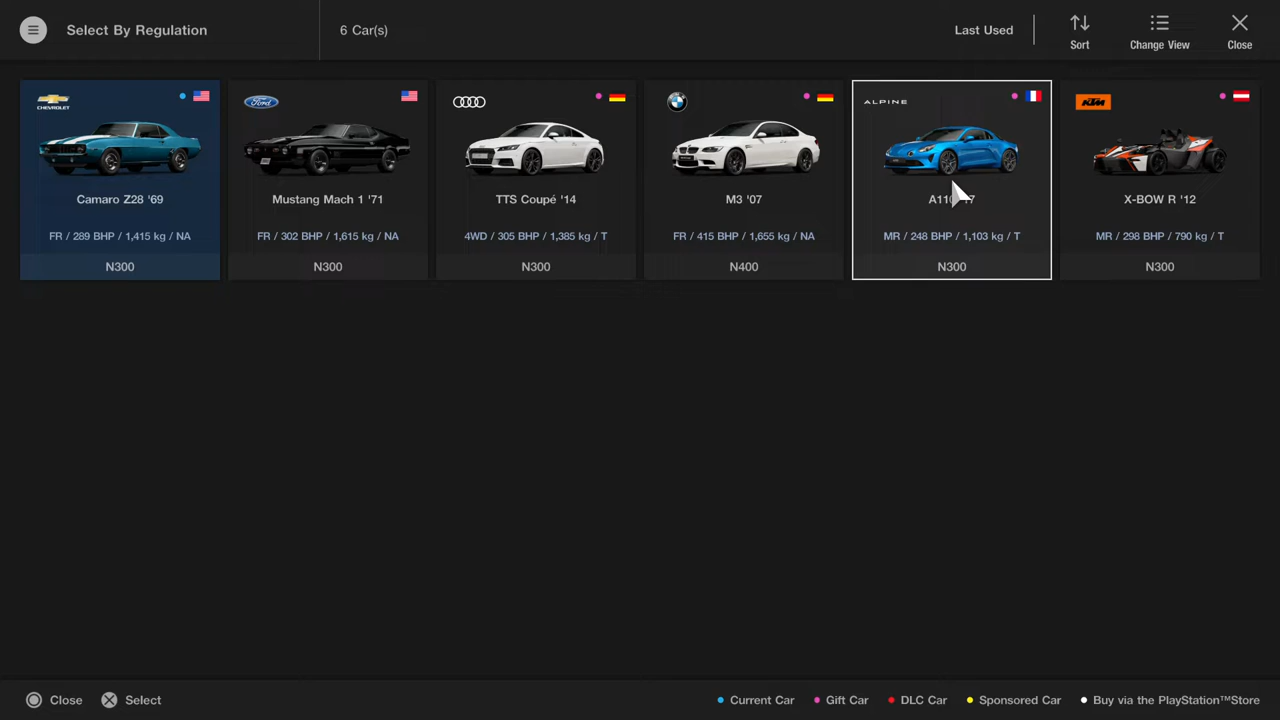 Select By Regulation
6 Car(s)
Last Used
Sort
Change View
Close
CHEVROLET
Camaro Z28 '69
FR / 289 BHP / 1,415 kg / NA
N300
Ford
Mustang Mach 1 '71
FR / 302 BHP / 1,615 kg / NA
N300
TTS Coupé '14
4WD / 305 BHP / 1,385 kg / T
N300
M3 '07
FR / 415 BHP / 1,655 kg / NA
N400
ALPINE
MR / 248 BHP / 1,103 kg / T
N300
KTM
X-BOW R '12
MR / 298 BHP / 790 kg / T
N300
Close
Select
Current Car
Gift Car
DLC Car
Sponsored Car
Buy via the PlayStation™Store